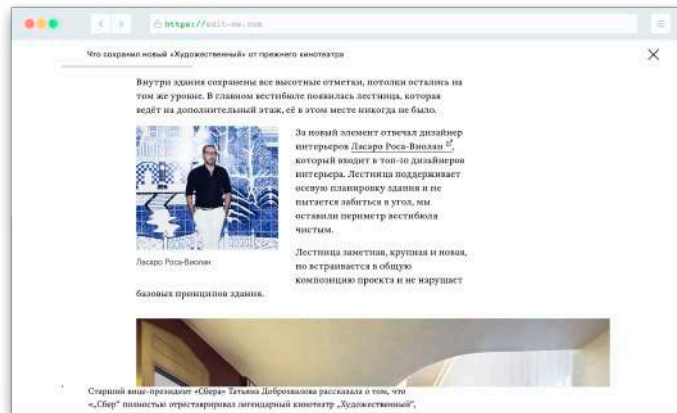 https://edit-me.com
Что сохранил новый «Художественный» от прежнего кинотеатра
Внутри здания сохранены все высотные отметки, потолки остались на
том же уровне. В главном вестибюле появилась лестница, которая
ведёт на дополнительный этаж, её в этом месте никогда не было.
За новый элемент отвечал дизайнер
интерьеров Ласаро Роса-Виолан
который входит в топ-10 дизайнеров
интерьера. Лестница поддерживает
осевую планировку здания и не
пытается забиться в угол, мы
оставили периметр вестибюля
чистым.
Ласаро Роса-Виолан
Лестница заметная, крупная и новая,
но встраивается в общую
композицию проекта и не нарушает
базовых принципов здания.
Старший вице-президент «Сбера» Татьяна Доброхвалова рассказала о том, что
«„Сбер“ полностью отреставрировал легендарный кинотеатр „Художественный“,